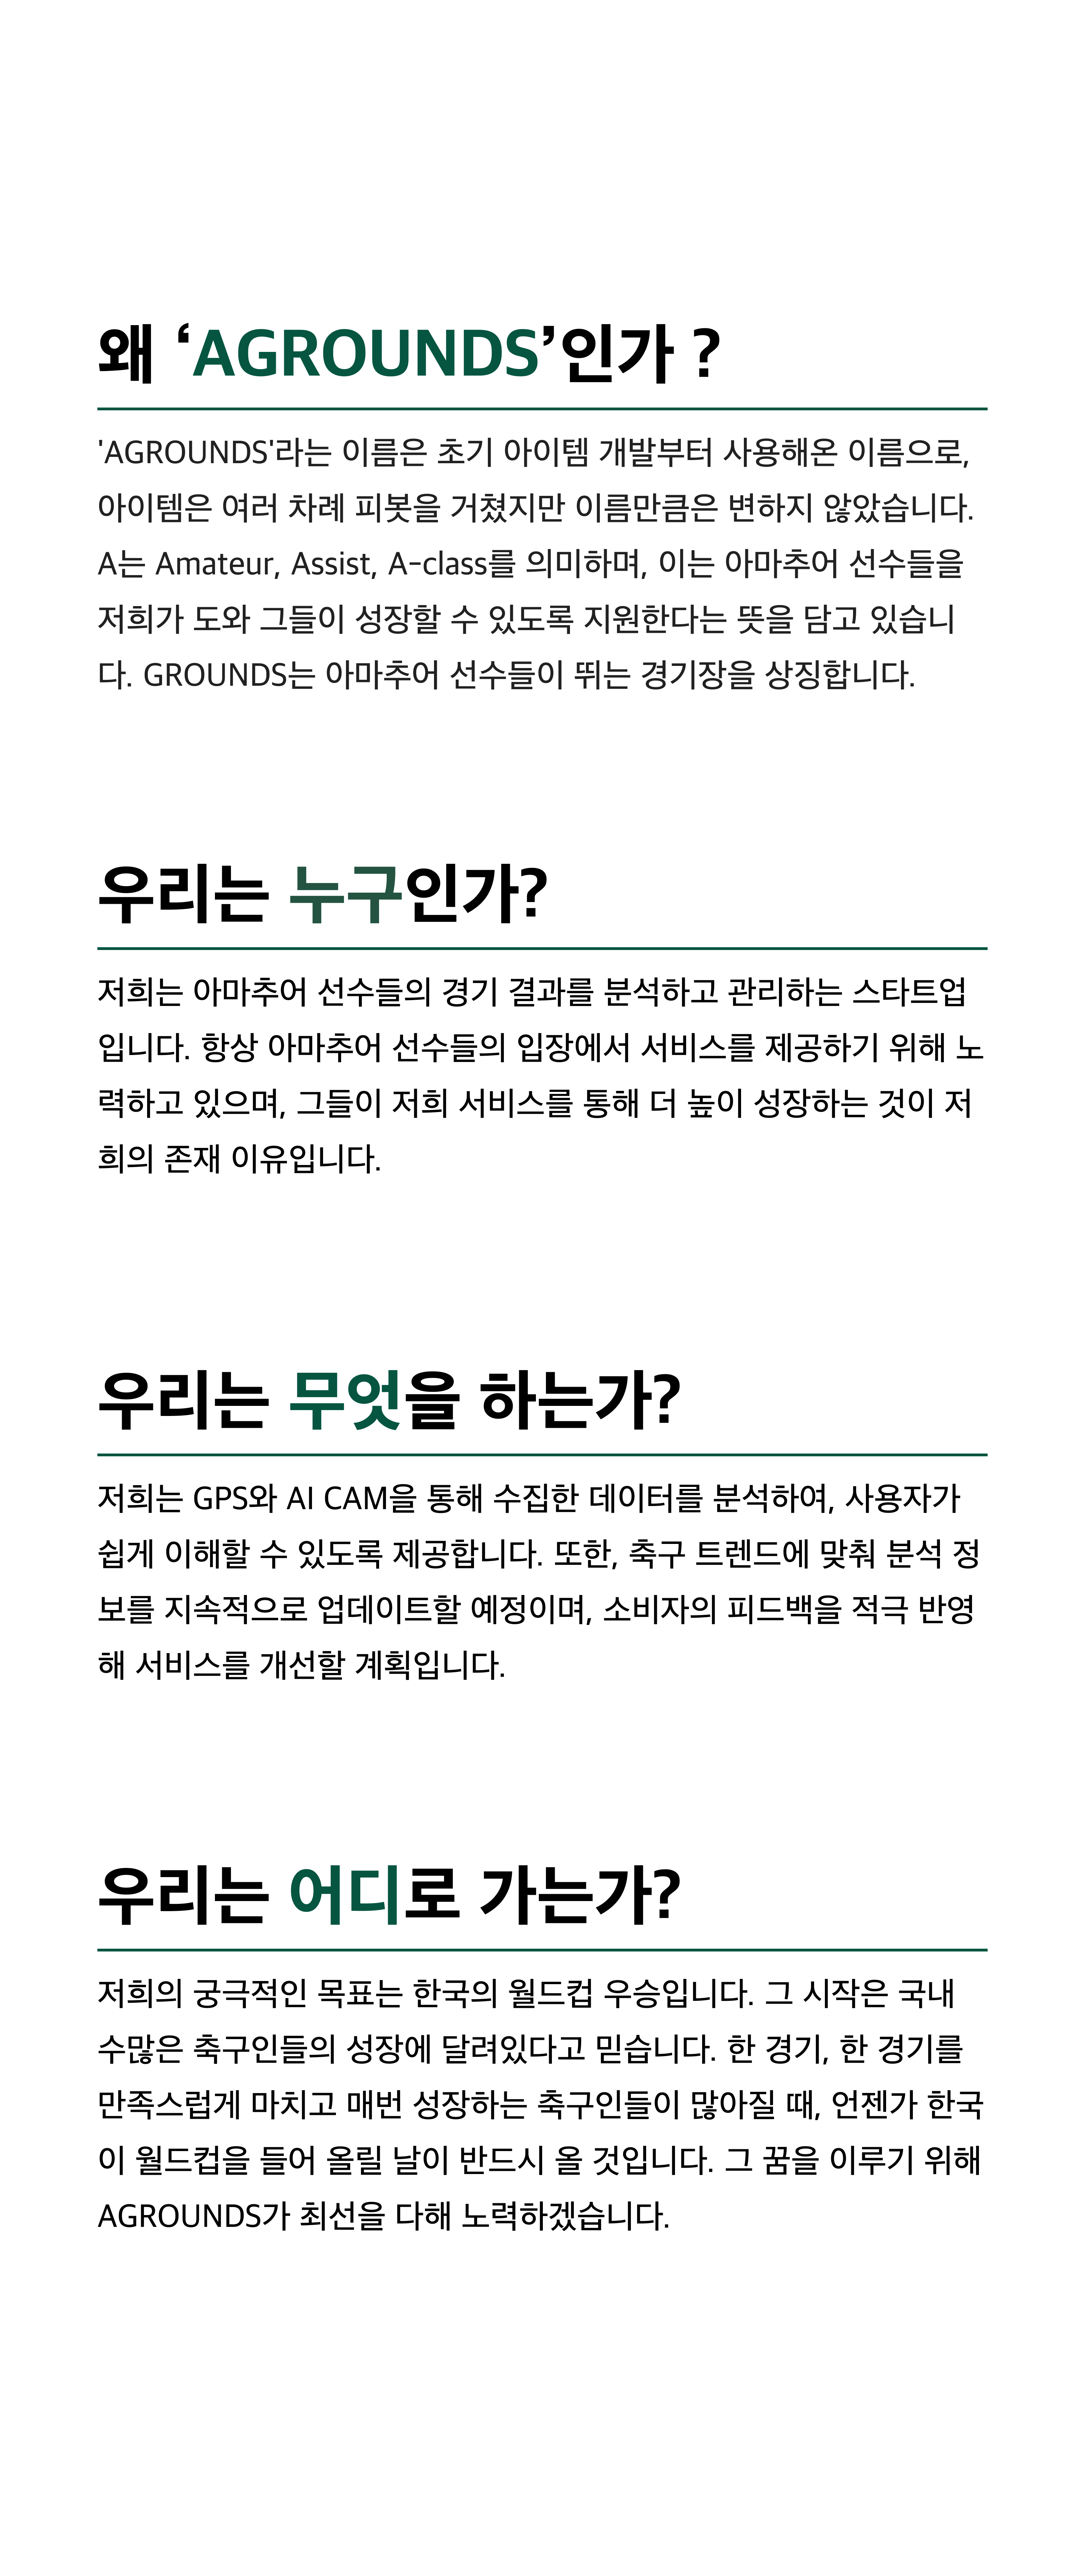 왜 ‘AGROUNDS’인가 ?
'AGROUNDS'라는 이름은 초기 아이템 개발부터 사용해온 이름으로,
아이템은 여러 차례 피봇을 거쳤지만 이름만큼은 변하지 않았습니다.
A는 Amateur, Assist, A-class를 의미하며, 이는 아마추어 선수들을
저희가 도와 그들이 성장할 수 있도록 지원한다는 뜻을 담고 있습니
다. GROUNDS는 아마추어 선수들이 뛰는 경기장을 상징합니다.
우리는 누구인가?
저희는 아마추어 선수들의 경기 결과를 분석하고 관리하는 스타트업
입니다. 항상 아마추어 선수들의 입장에서 서비스를 제공하기 위해 노
력하고 있으며, 그들이 저희 서비스를 통해 더 높이 성장하는 것이 저
희의 존재 이유입니다.
우리는 무엇을 하는가?
저희는 GPS와 AI CAM을 통해 수집한 데이터를 분석하여, 사용자가
쉽게 이해할 수 있도록 제공합니다. 또한, 축구 트렌드에 맞춰 분석 정
보를 지속적으로 업데이트할 예정이며, 소비자의 피드백을 적극 반영
해 서비스를 개선할 계획입니다.
우리는 어디로 가는가?
저희의 궁극적인 목표는 한국의 월드컵 우승입니다. 그 시작은 국내
수많은 축구인들의 성장에 달려있다고 믿습니다. 한 경기, 한 경기를
만족스럽게 마치고 매번 성장하는 축구인들이 많아질 때, 언젠가 한국
이 월드컵을 들어 올릴 날이 반드시 올 것입니다. 그 꿈을 이루기 위해
AGROUNDS가 최선을 다해 노력하겠습니다.